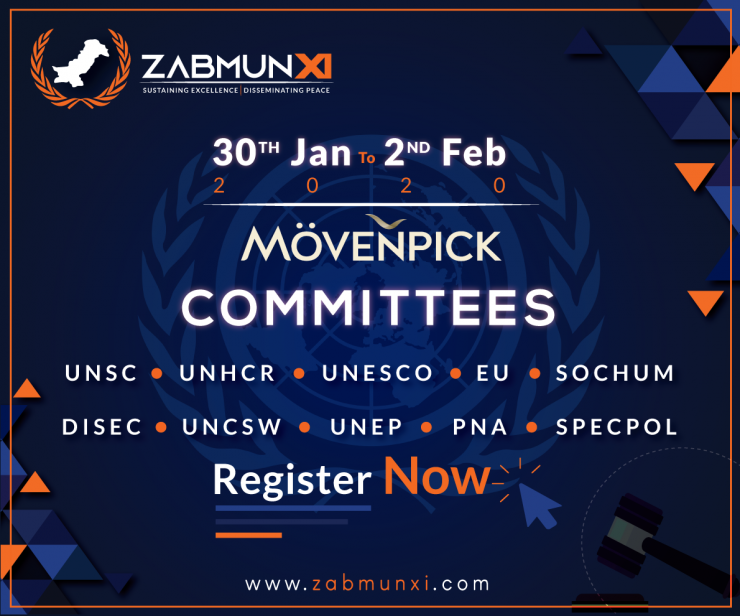 ZABMUNXI
SUSTAINING EXCELLENCE | DISSEMINATING PEACE
30TH Jan To 2ND Feb
2 0 2 0
MÖVENPICK
COMMITTEES
UNSC • UNHCR • UNESCO • EU • SOCHUM
DISEC • UNCSW • UNEP • PNA • SPECPOL
Register Now
www.zabmunxi.com